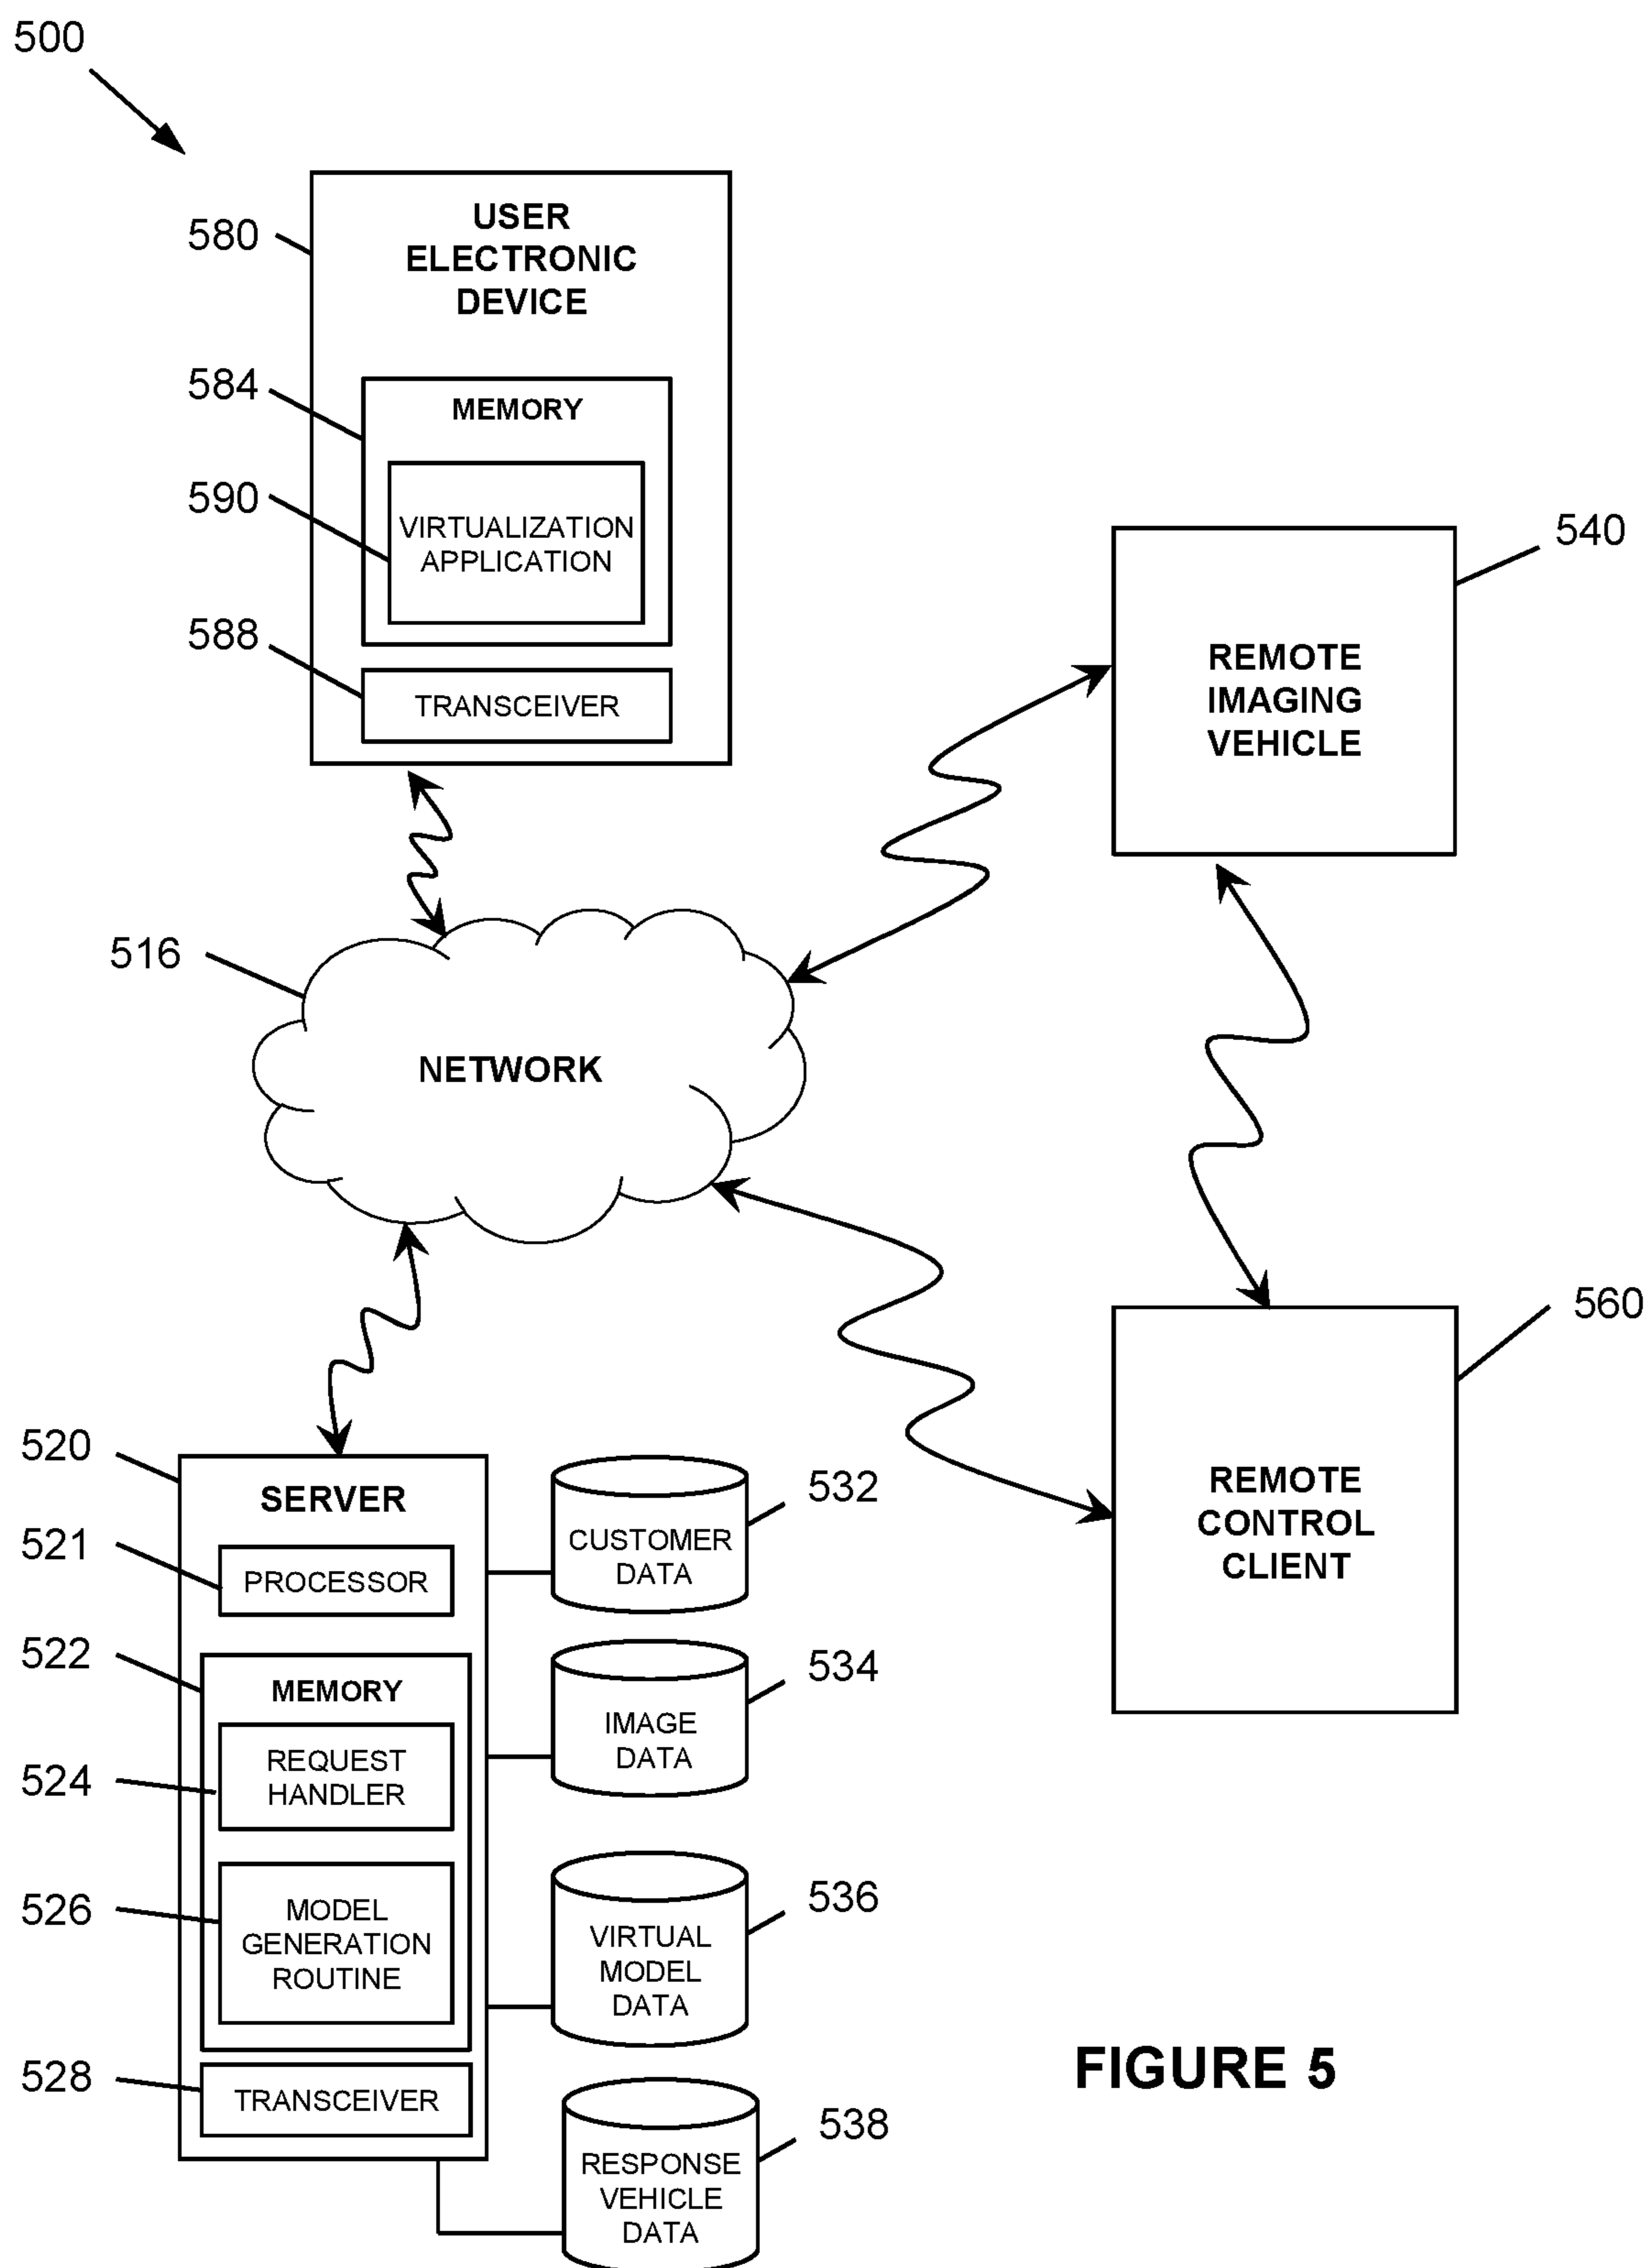 500
580
USER
ELECTRONIC
DEVICE
584
MEMORY
590
VIRTUALIZATION
APPLICATION
588
TRANSCEIVER
540
REMOTE
IMAGING
VEHICLE
516
NETWORK
560
REMOTE
CONTROL
CLIENT
520
SERVER
521
PROCESSOR
522
MEMORY
524
REQUEST
HANDLER
526
MODEL
GENERATION
ROUTINE
528
TRANSCEIVER
532
CUSTOMER
DATA
534
IMAGE
DATA
536
VIRTUAL
MODEL
DATA
538
RESPONSE
VEHICLE
DATA
FIGURE 5